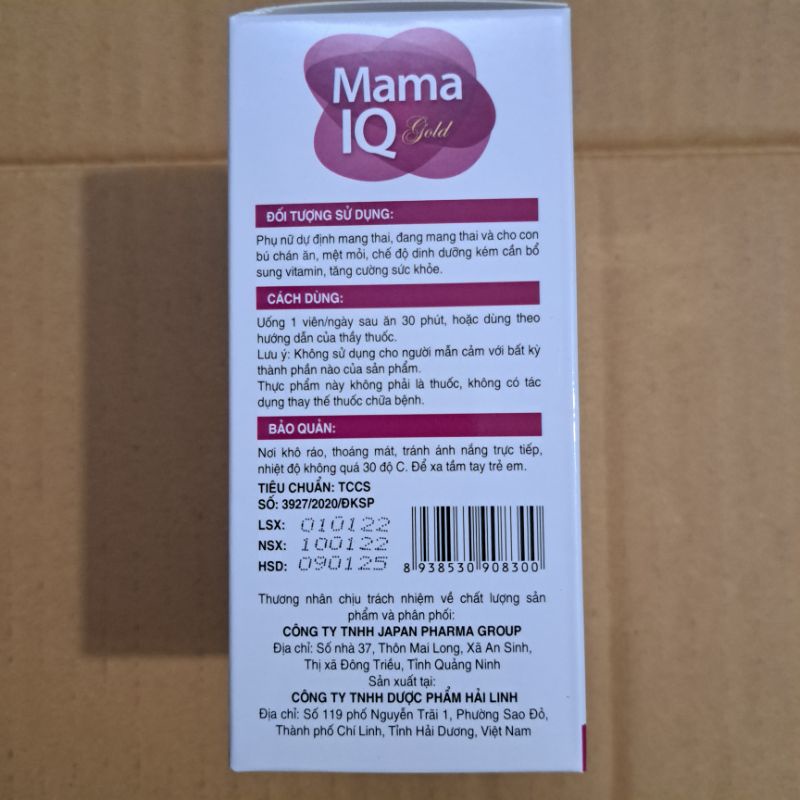 Mama
IQ Gold
ĐỐI TƯỢNG SỬ DỤNG:
Phụ nữ dự định mang thai, đang mang thai và cho con
bú chán ăn, mệt mỏi, chế độ dinh dưỡng kém cần bổ
sung vitamin, tăng cường sức khỏe.
CÁCH DÙNG:
Uống 1 viên/ngày sau ăn 30 phút, hoặc dùng theo
hướng dẫn của thầy thuốc.
Lưu ý: Không sử dụng cho người mẫn cảm với bất kỳ
thành phần nào của sản phẩm.
Thực phẩm này không phải là thuốc, không có tác
dụng thay thế thuốc chữa bệnh.
BẢO QUẢN:
Nơi khô ráo, thoáng mát, tránh ánh nắng trực tiếp,
nhiệt độ không quá 30 độ C. Để xa tầm tay trẻ em.
TIÊU CHUẨN: TCCS
SỐ: 3927/2020/ĐKSP
LSX: 010122
NSX: 100122
HSD: 090125
8 938530 908300
Thương nhân chịu trách nhiệm về chất lượng sản
phẩm và phân phối:
CÔNG TY TNHH JAPAN PHARMA GROUP
Địa chỉ: Số nhà 37, Thôn Mai Long, Xã An Sinh,
Thị xã Đông Triều, Tỉnh Quảng Ninh
Sản xuất tại:
CÔNG TY TNHH DƯỢC PHẨM HẢI LINH
Địa chỉ: Số 119 phố Nguyễn Trãi 1, Phường Sao Đỏ,
Thành phố Chí Linh, Tỉnh Hải Dương, Việt Nam